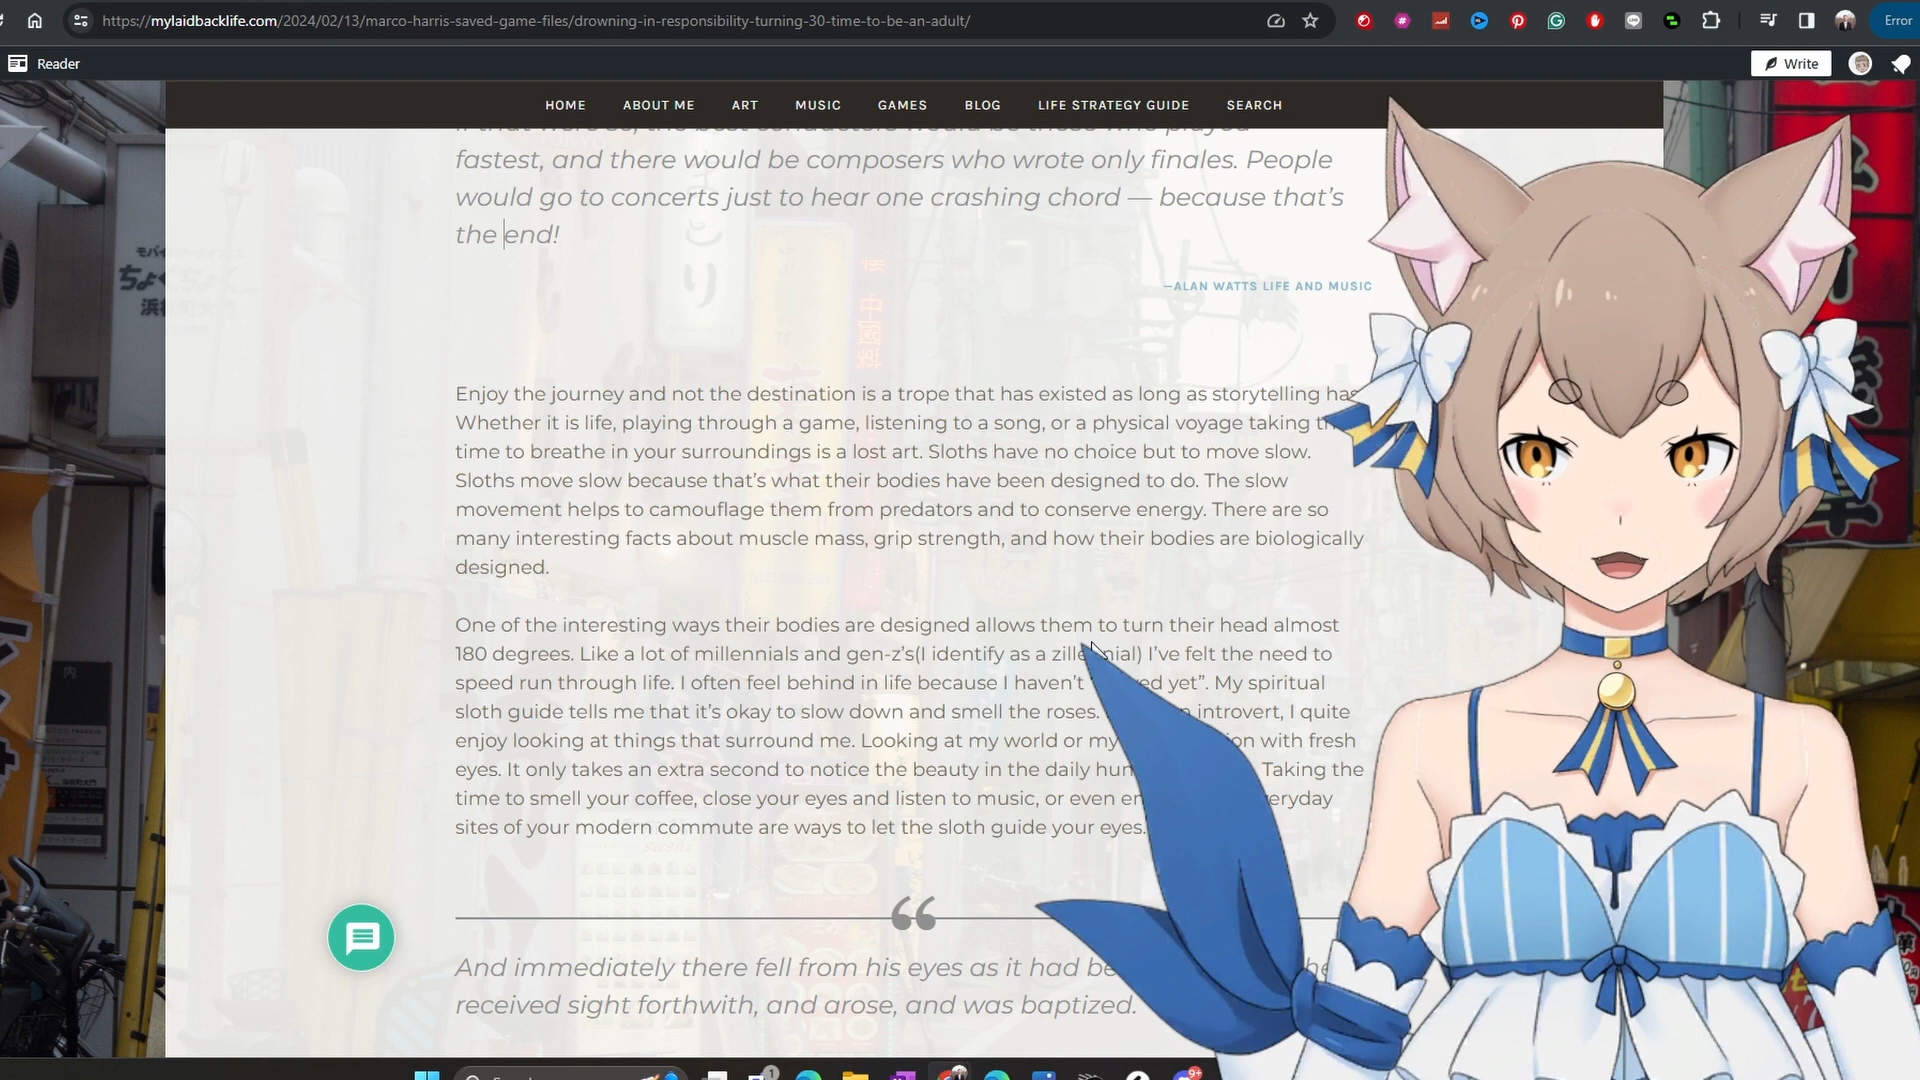 https://mylaidbacklife.com/2024/02/13/marco-harris-saved-game-files/drowning-in-responsibility-turning-30-time-to-be-an-adult/
Error
Reader
Write
HOME ABOUT ME ART MUSIC GAMES BLOG LIFE STRATEGY GUIDE SEARCH
fastest, and there would be composers who wrote only finales. People
would go to concerts just to hear one crashing chord — because that's
the end!
—ALAN WATTS LIFE AND MUSIC
Enjoy the journey and not the destination is a trope that has existed as long as storytelling has
Whether it is life, playing through a game, listening to a song, or a physical voyage taking
time to breathe in your surroundings is a lost art. Sloths have no choice but to move slow.
Sloths move slow because that's what their bodies have been designed to do. The slow
movement helps to camouflage them from predators and to conserve energy. There are so
many interesting facts about muscle mass, grip strength, and how their bodies are biologically
designed.
One of the interesting ways their bodies are designed allows them to turn their head almost
180 degrees. Like a lot of millennials and gen-z's(I identify as a zillennial) I've felt the need to
speed run through life. I often feel behind in life because I haven't yet". My spiritual
sloth guide tells me that it's okay to slow down and smell the roses. introvert, I quite
enjoy looking at things that surround me. Looking at my world or my with fresh
eyes. It only takes an extra second to notice the beauty in the daily Taking the
time to smell your coffee, close your eyes and listen to music, or even
sites of your modern commute are ways to let the sloth guide your eyes.
And immediately there fell from his eyes as it had
received sight forthwith, and arose, and was baptized.
1
9+